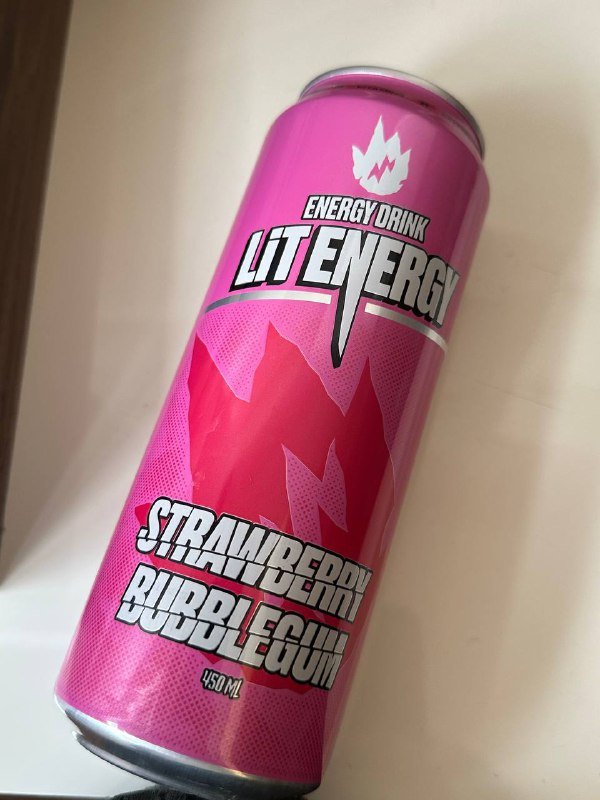 ENERGY DRINK
LiT ENERGY
STRAWBERRY
BUBBLEGUM
450 ML